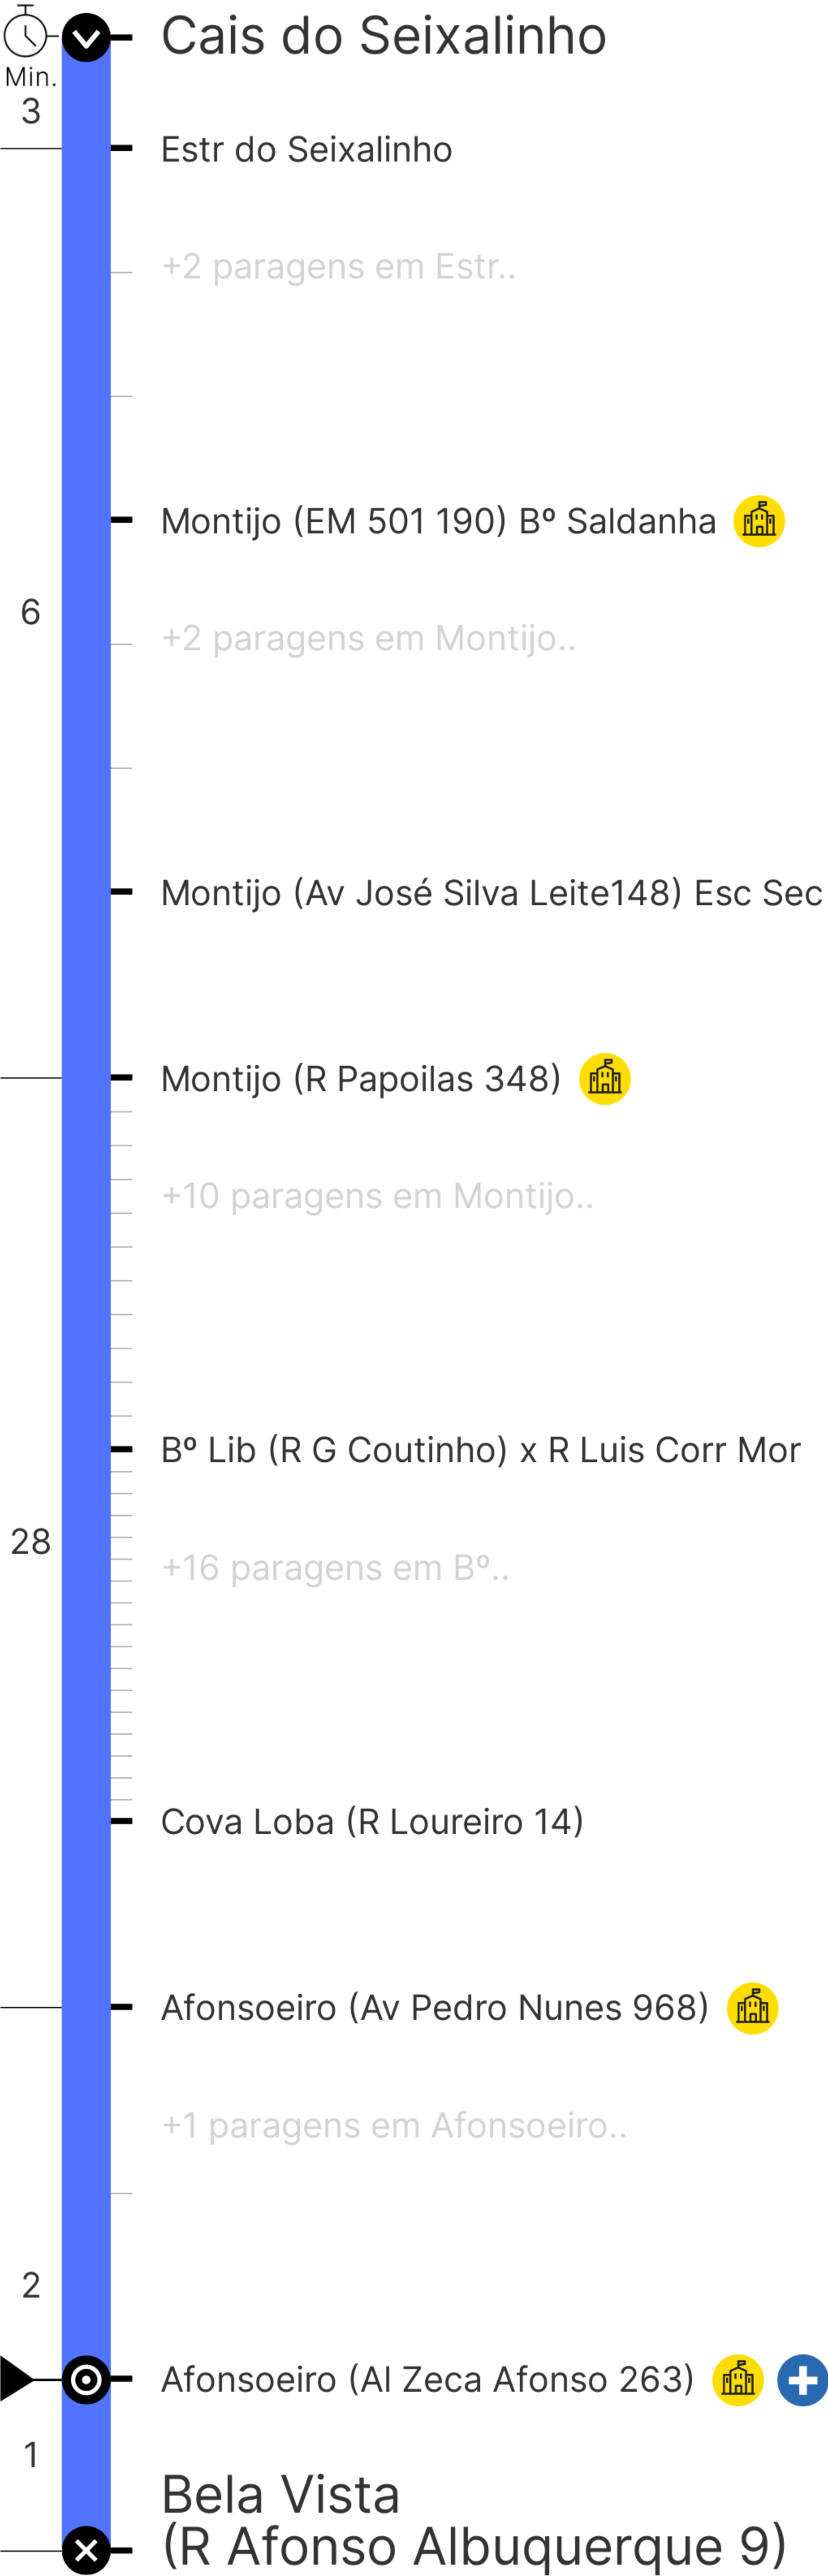 Cais do Seixalinho
Min.
3
Estr do Seixalinho
+2 paragens em Estr..
Montijo (EM 501 190) Bº Saldanha
6
+2 paragens em Montijo..
Montijo (Av José Silva Leite148) Esc Sec
Montijo (R Papoilas 348)
+10 paragens em Montijo..
Bº Lib (R G Coutinho) x R Luis Corr Mor
28
+16 paragens em Bº..
Cova Loba (R Loureiro 14)
Afonsoeiro (Av Pedro Nunes 968)
+1 paragens em Afonsoeiro..
2
Afonsoeiro (Al Zeca Afonso 263)
1
Bela Vista
(R Afonso Albuquerque 9)